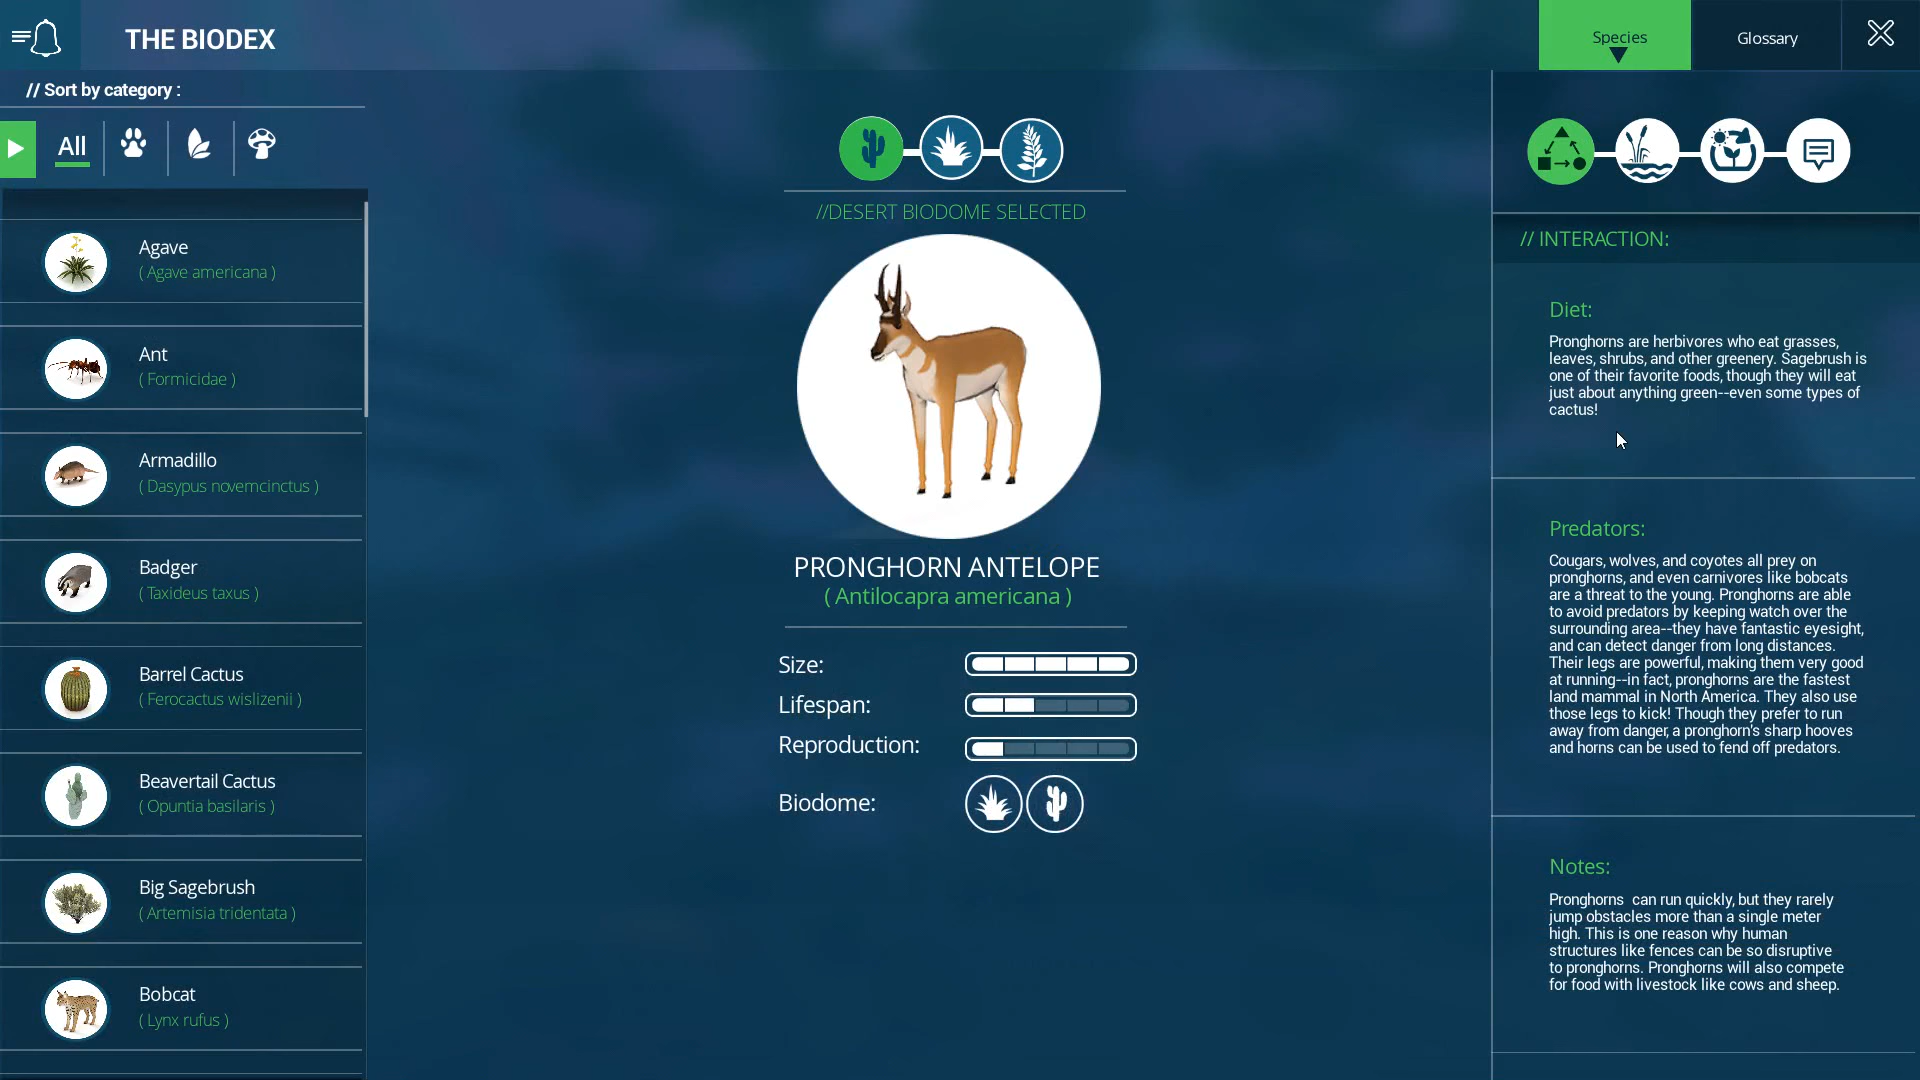 THE BIODEX
Species
Glossary
// Sort by category :
All
Agave
( Agave americana )
Ant
( Formicidae )
Armadillo
( Dasypus novemcinctus )
Badger
( Taxideus taxus )
Barrel Cactus
( Ferocactus wislizenii )
Beavertail Cactus
( Opuntia basilaris )
Big Sagebrush
( Artemisia tridentata )
Bobcat
( Lynx rufus )
//DESERT BIODOME SELECTED
PRONGHORN ANTELOPE
( Antilocapra americana )
Size:
Lifespan:
Reproduction:
Biodome:
// INTERACTION:
Diet:
Pronghorns are herbivores who eat grasses,
leaves, shrubs, and other greenery. Sagebrush is
one of their favorite foods, though they will eat
just about anything green--even some types of
cactus!
Predators:
Cougars, wolves, and coyotes all prey on
pronghorns, and even carnivores like bobcats
are a threat to the young. Pronghorns are able
to avoid predators by keeping watch over the
surrounding area--they have fantastic eyesight,
and can detect danger from long distances.
Their legs are powerful, making them very good
at running--in fact, pronghorns are the fastest
land mammal in North America. They also use
those legs to kick! Though they prefer to run
away from danger, a pronghorn's sharp hooves
and horns can be used to fend off predators.
Notes:
Pronghorns  can run quickly, but they rarely
jump obstacles more than a single meter
high. This is one reason why human
structures like fences can be so disruptive
to pronghorns. Pronghorns will also compete
for food with livestock like cows and sheep.